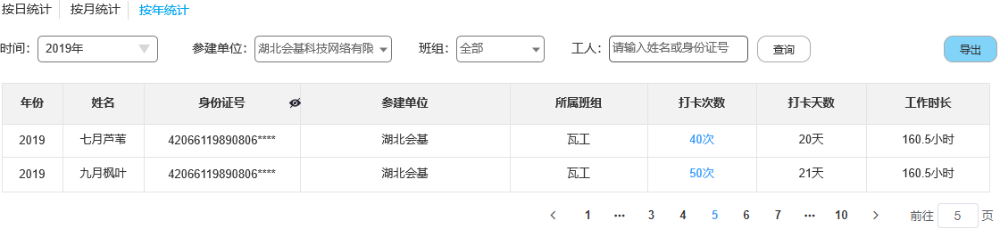 按日统计 按月统计 按年统计
时间： 2019年 参建单位： 湖北会基科技网络有限 班组： 全部 工人： 请输入姓名或身份证号 查询 导出
年份 姓名 身份证号 参建单位 所属班组 打卡次数 打卡天数 工作时长
2019 七月芦苇 42066119890806**** 湖北会基 瓦工 40次 20天 160.5小时
2019 九月枫叶 42066119890806**** 湖北会基 瓦工 50次 21天 160.5小时
1 ••• 3 4 5 6 7 ••• 10 前往 5 页